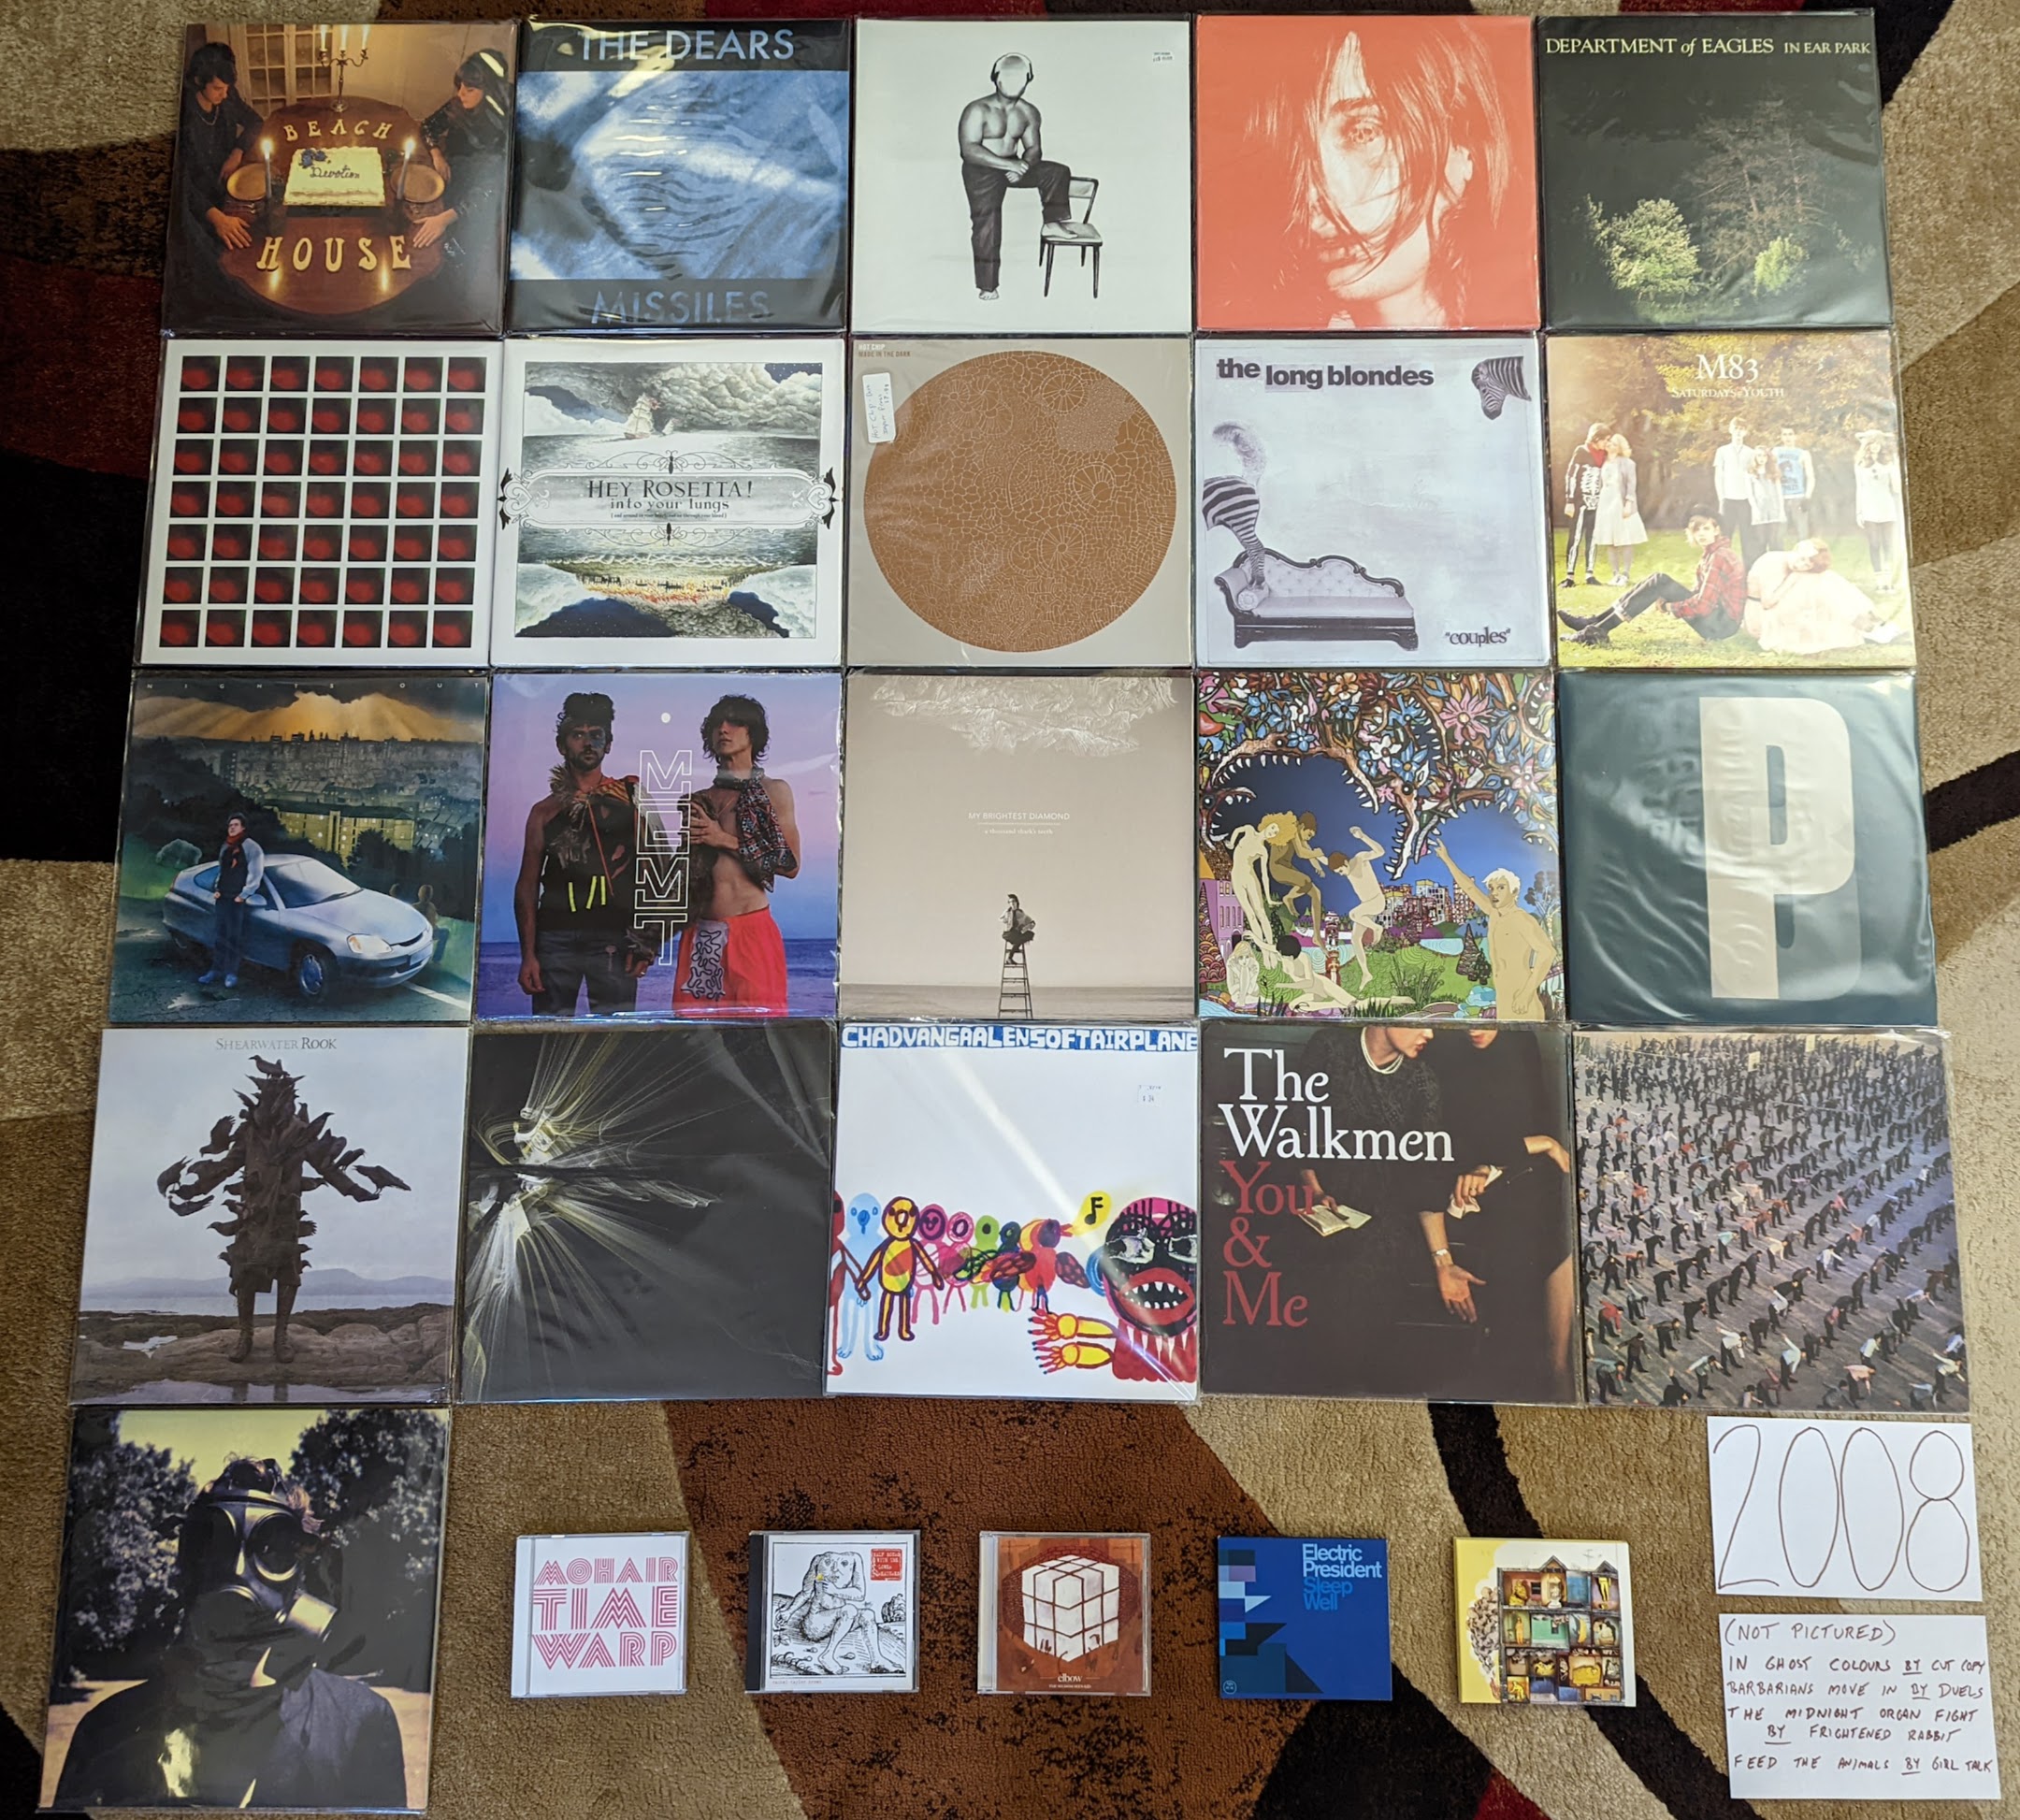 BEACH
Devotion
HOUSE
THE DEARS
MISSILES
DEPARTMENT of EAGLES IN EAR PARK
HEY ROSETTA!
into your lungs
HOT CHIP
MADE IN THE DARK
the long blondes
"couples"
M83
SATURDAYS=YOUTH
NIGHTS OUT
MGMT
MY BRIGHTEST DIAMOND
a thousand shark's teeth
P
SHEARWATER ROOK
CHADVANGAALENSOFTAIRPLANE
The
Walkmen
You
&
Me
MOHAIR
TIME
WARP
elbow
Electric
President
Sleep
Well
2008
(NOT PICTURED)
IN GHOST COLOURS BY CUT COPY
BARBARIANS MOVE IN BY DUELS
THE MIDNIGHT ORGAN FIGHT
BY FRIGHTENED RABBIT
FEED THE ANIMALS BY GIRL TALK